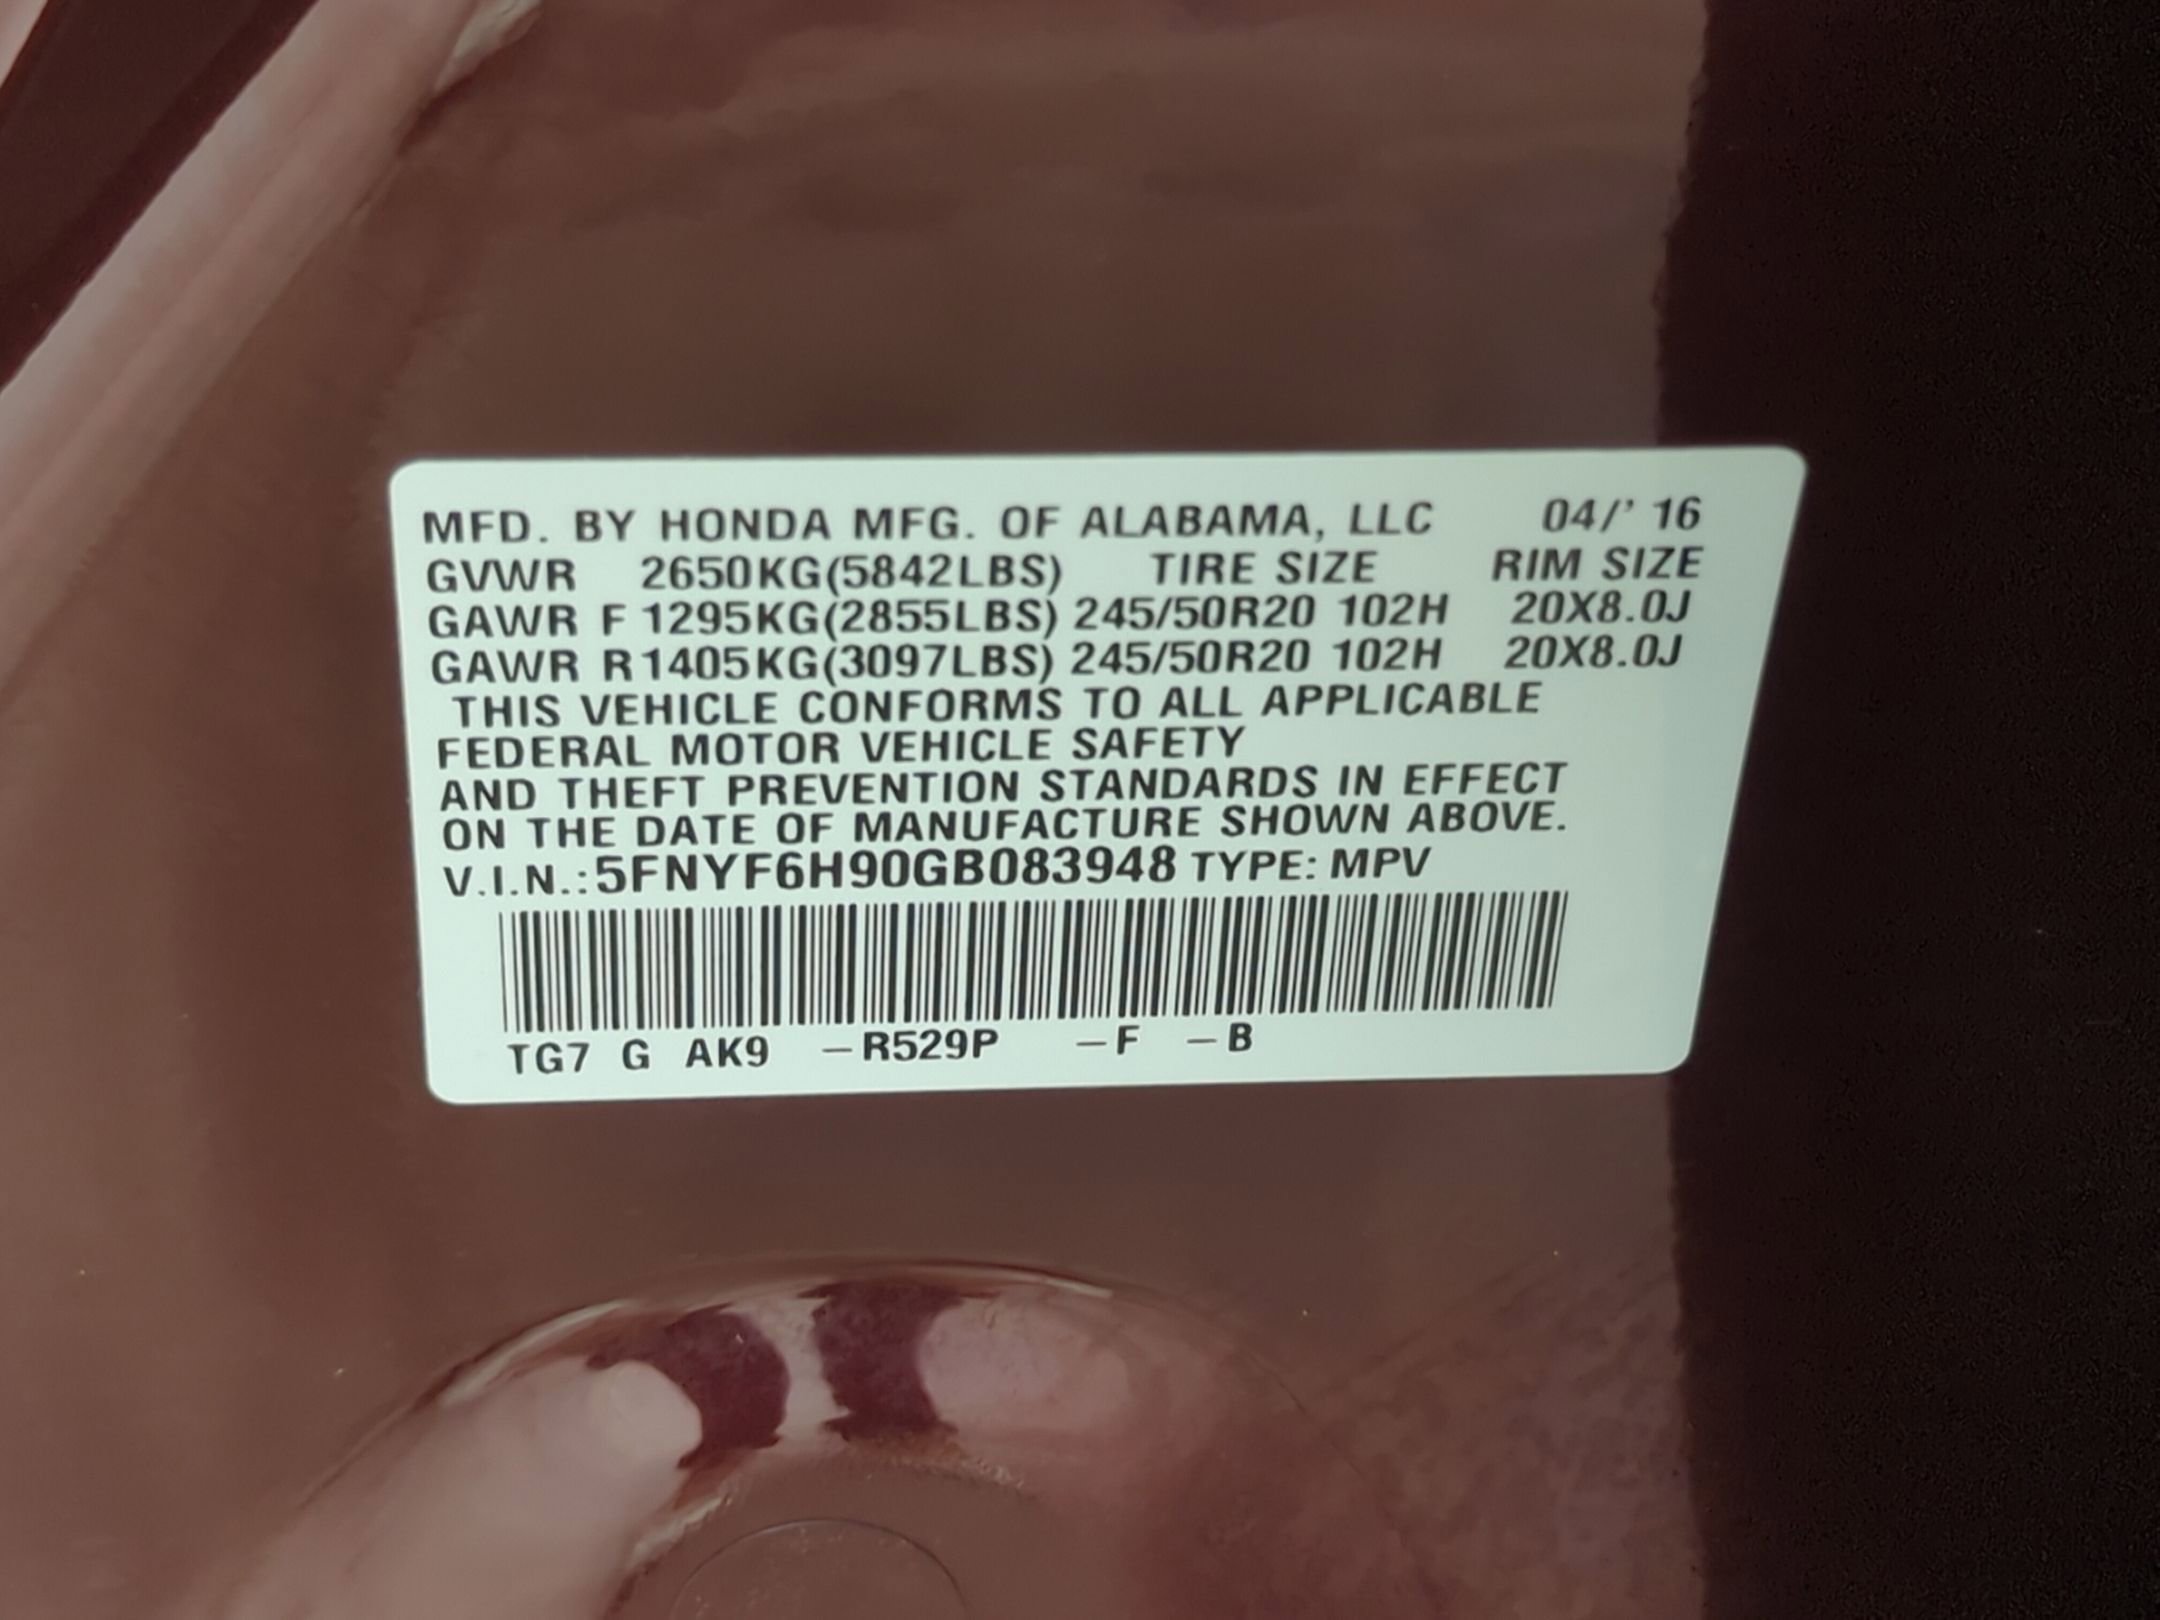 MFD. BY HONDA MFG. OF ALABAMA, LLC 04/' 16
GVWR 2650KG(5842LBS) TIRE SIZE RIM SIZE
GAWR F 1295KG(2855LBS) 245/50R20 102H 20X8.0J
GAWR R 1405KG(3097LBS) 245/50R20 102H 20X8.0J
THIS VEHICLE CONFORMS TO ALL APPLICABLE
FEDERAL MOTOR VEHICLE SAFETY
AND THEFT PREVENTION STANDARDS IN EFFECT
ON THE DATE OF MANUFACTURE SHOWN ABOVE.
V.I.N.:5FNYF6H90GB083948 TYPE: MPV
TG7 G AK9 –R529P –F –B